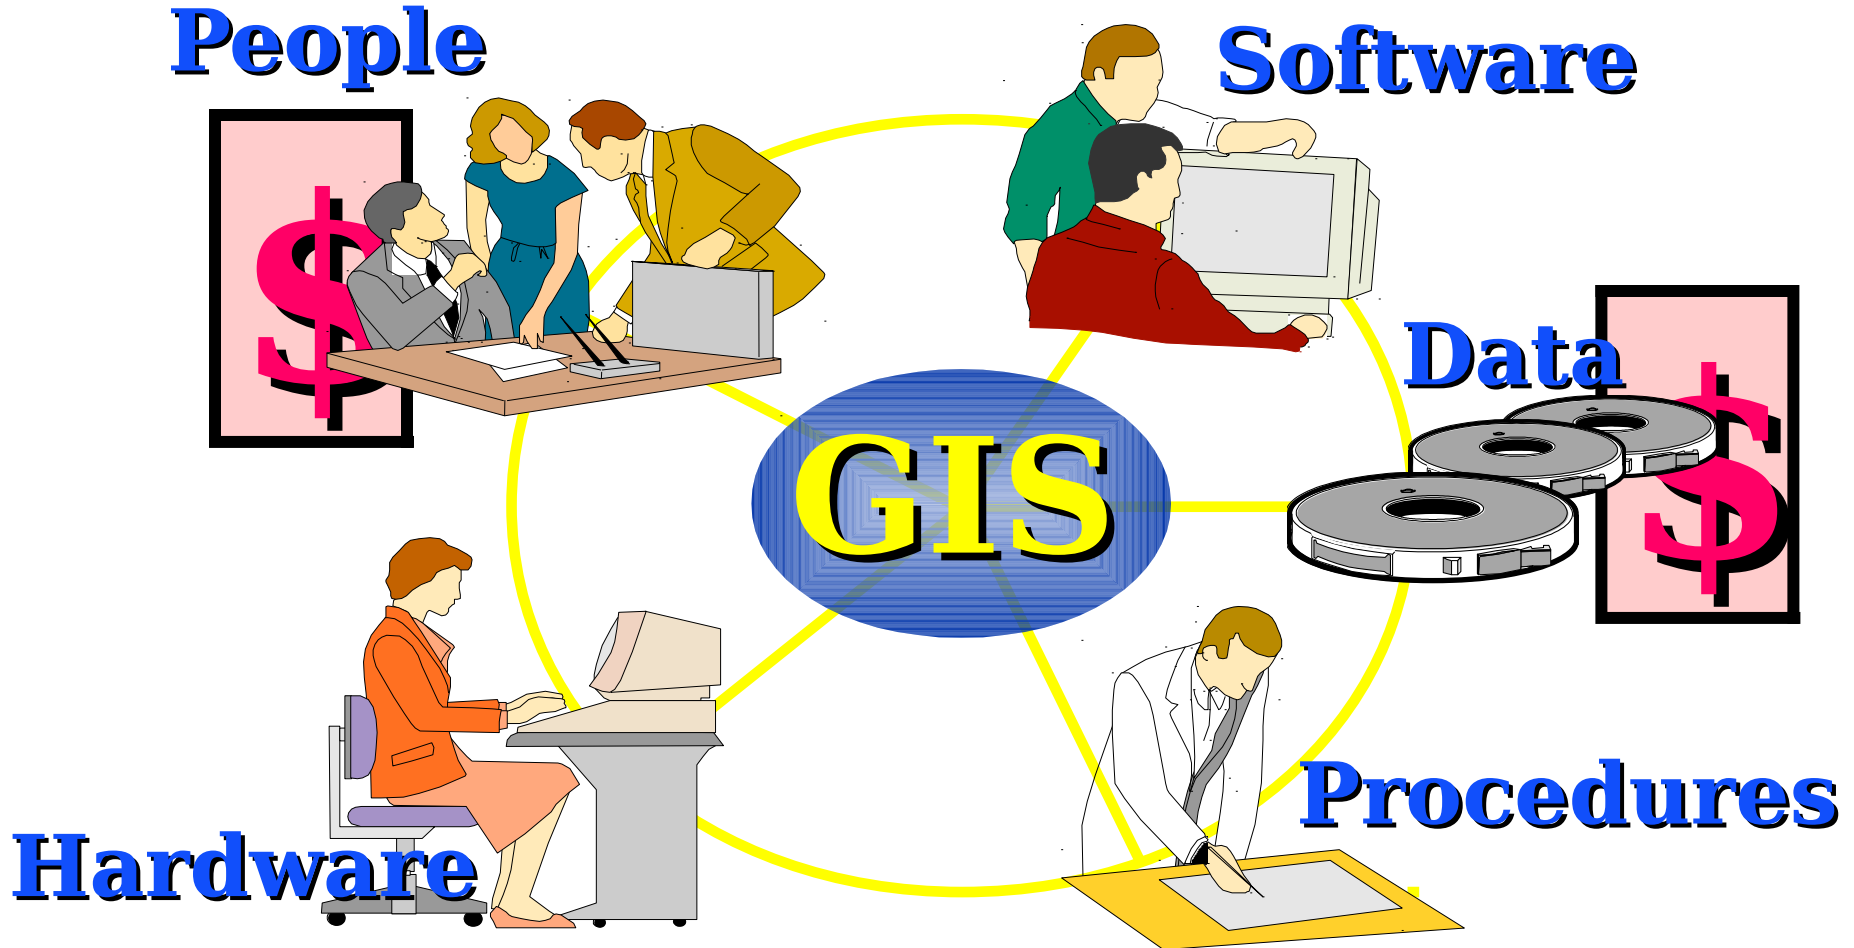 People
Software
$
Data
$
GIS
Procedures
Hardware